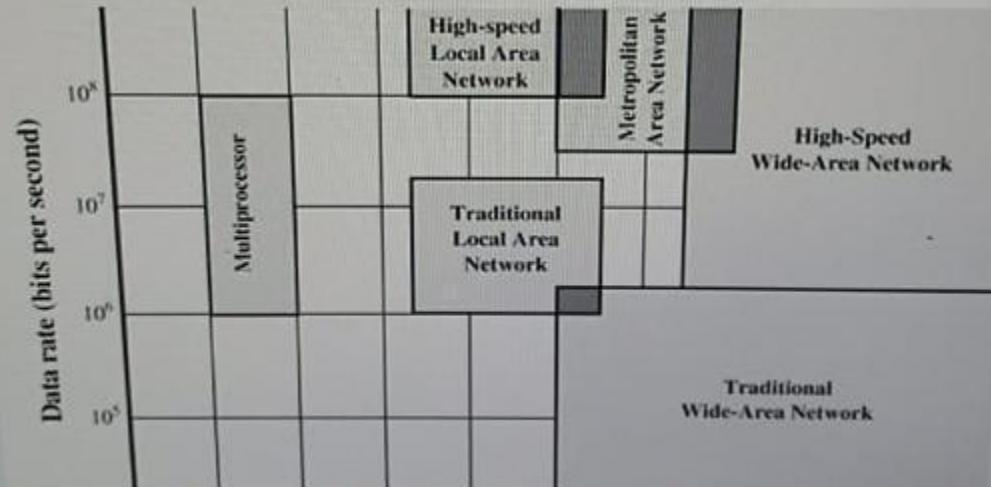 High-speed
Local Area
Network
Metropolitan
Area Network
10⁸
High-Speed
Wide-Area Network
Data rate (bits per second)
Multiprocessor
10⁷
Traditional
Local Area
Network
10⁶
Traditional
Wide-Area Network
10⁵